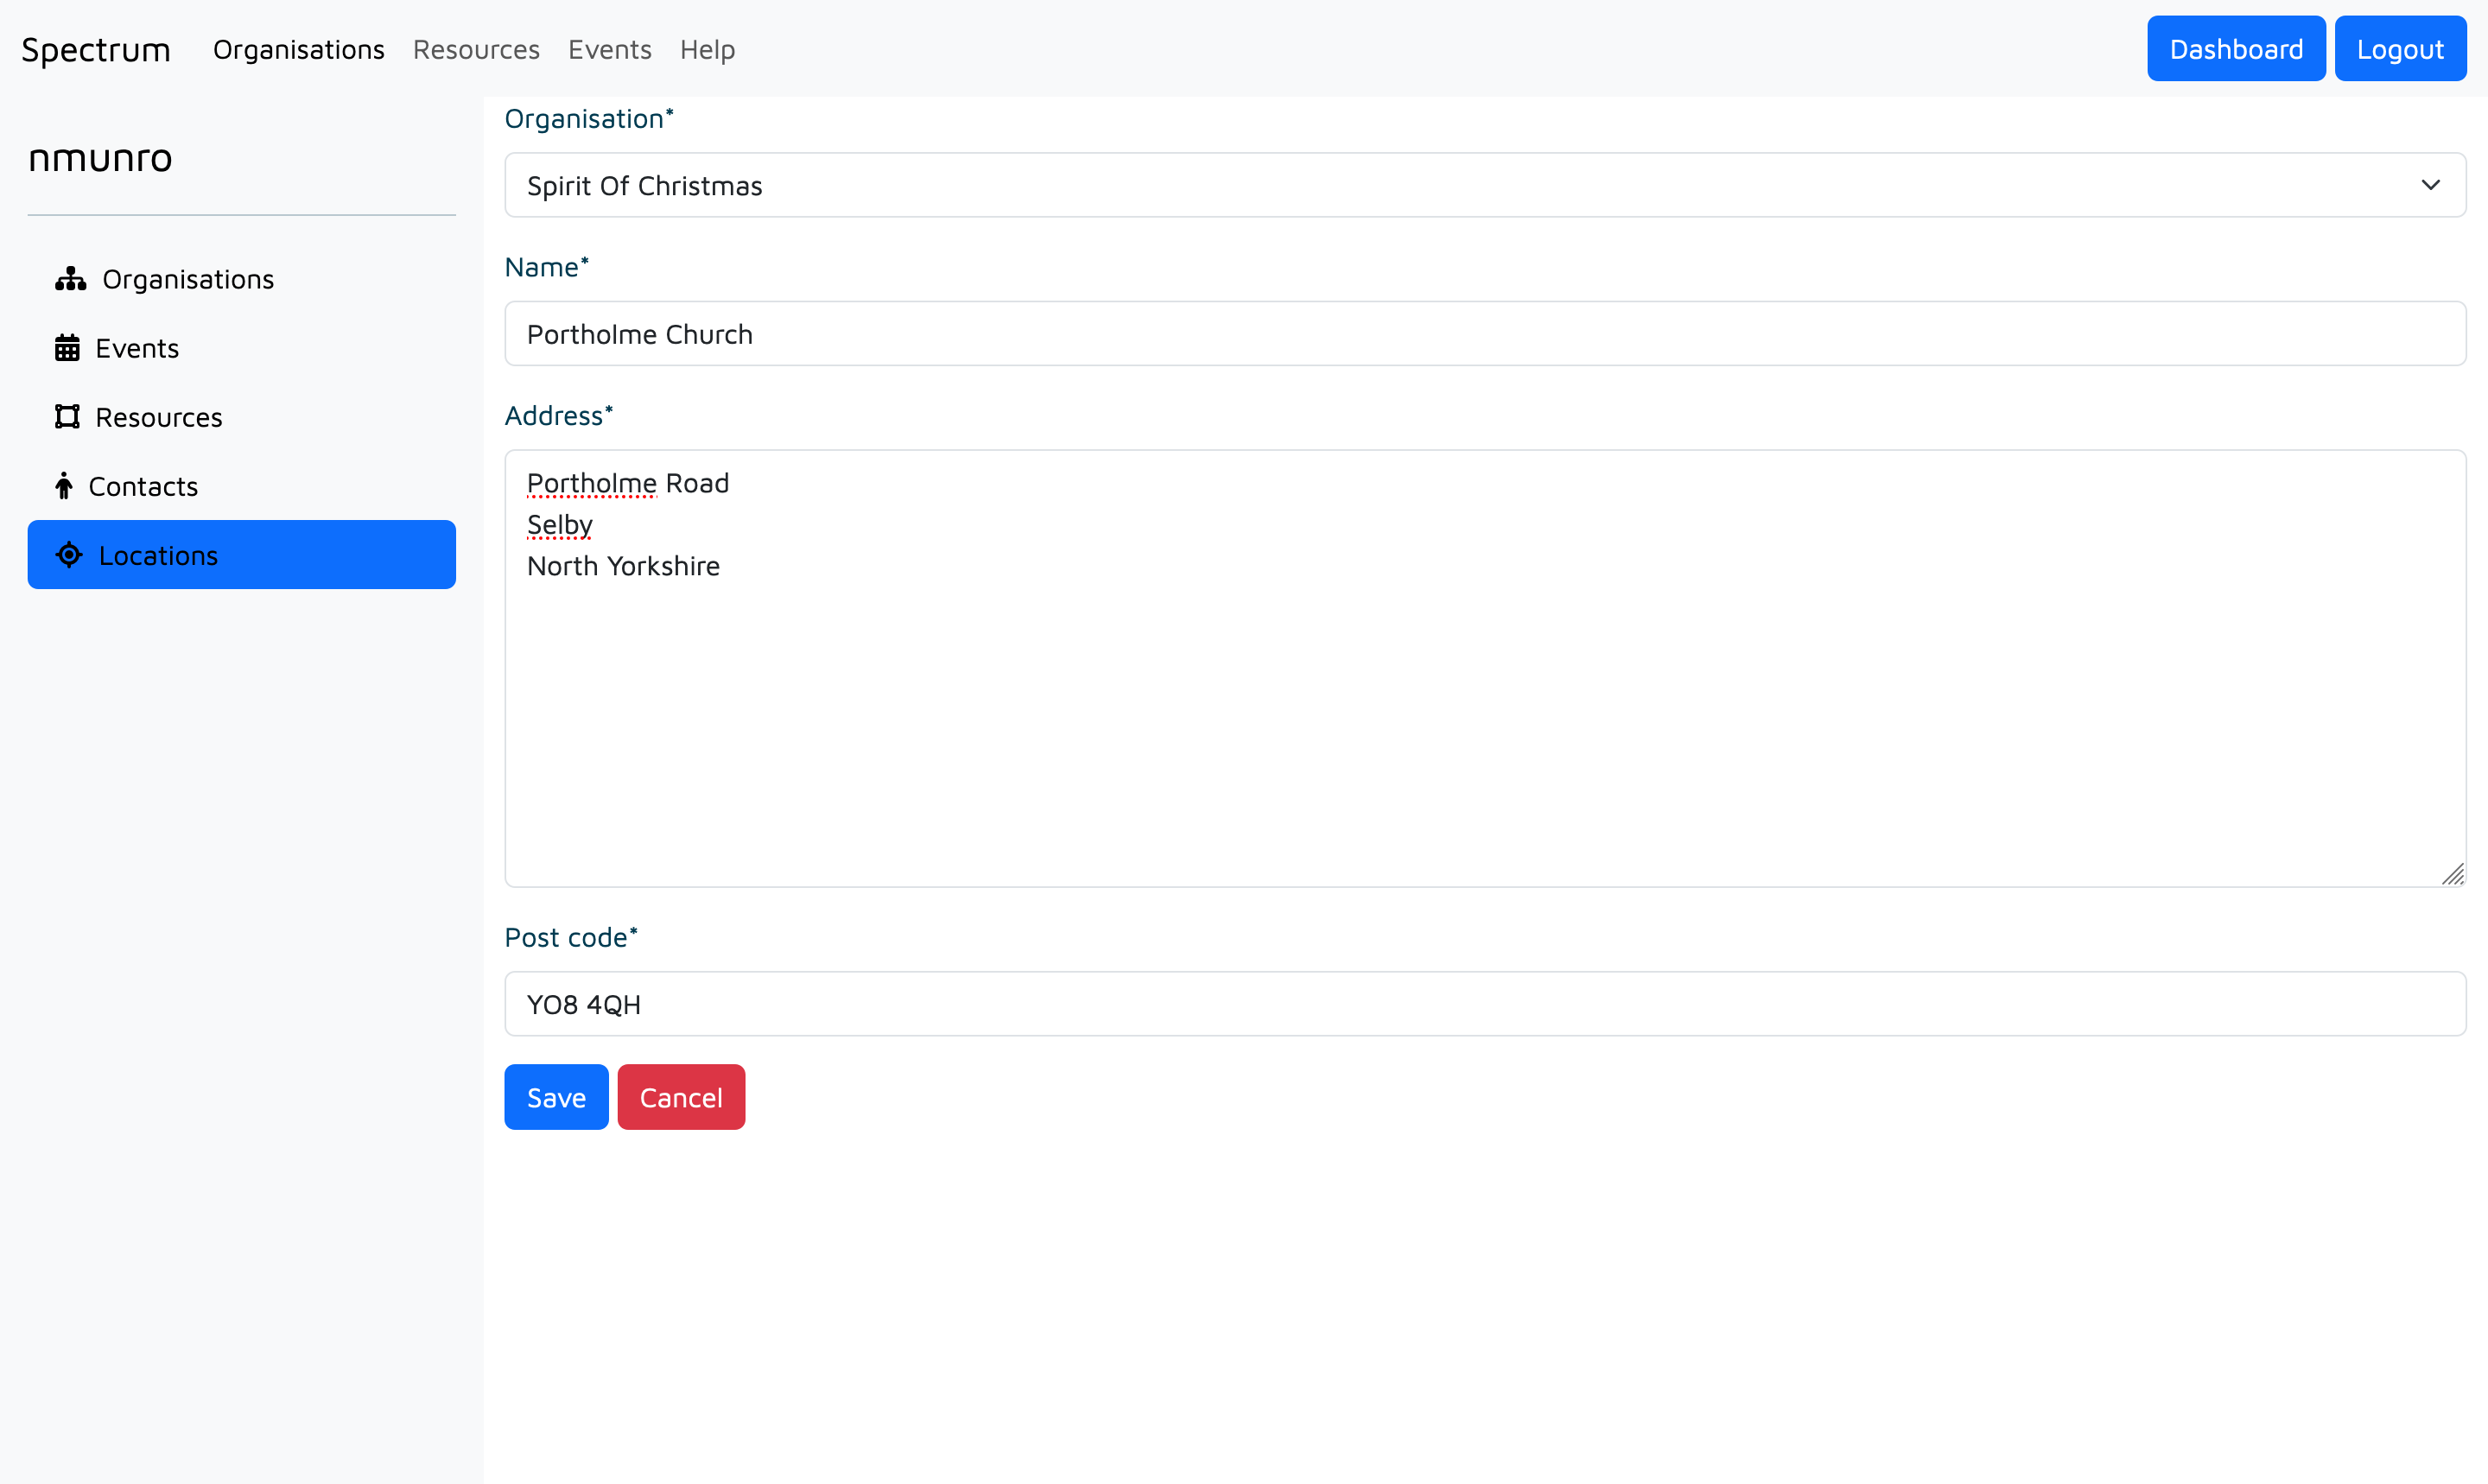 Spectrum Organisations Resources Events Help Dashboard Logout
nmunro
Organisations
Events
Resources
Contacts
Locations
Organisation*
Spirit Of Christmas
Name*
Portholme Church
Address*
Portholme Road
Selby
North Yorkshire
Post code*
YO8 4QH
Save Cancel